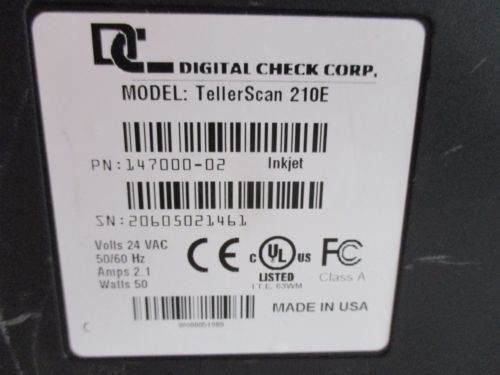 DC
DIGITAL CHECK CORP.
MODEL: TellerScan 210E
PN:147000-02 Inkjet
SN:20605021461
Volts 24 VAC
50/60 Hz
Amps 2.1
Watts 50
CE
C UL US
LISTED
I.T.E. 63WM
FC
Class A
MADE IN USA
C